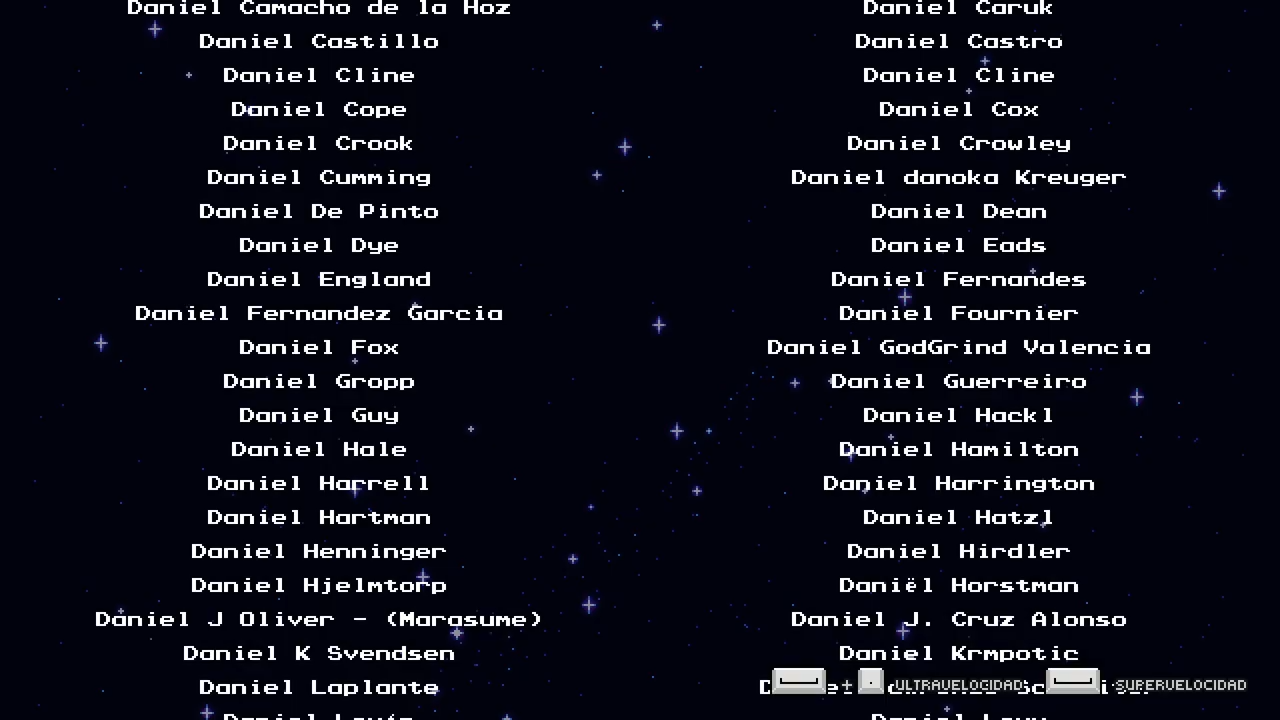 Daniel Camacho de la Hoz
Daniel Caruk
Daniel Castillo
Daniel Castro
Daniel Cline
Daniel Cline
Daniel Cope
Daniel Cox
Daniel Crook
Daniel Crowley
Daniel Cumming
Daniel danoka Kreuger
Daniel De Pinto
Daniel Dean
Daniel Dye
Daniel Eads
Daniel England
Daniel Fernandes
Daniel Fernandez Garcia
Daniel Fournier
Daniel Fox
Daniel GodGrind Valencia
Daniel Gropp
Daniel Guerreiro
Daniel Guy
Daniel Hackl
Daniel Hale
Daniel Hamilton
Daniel Harrell
Daniel Harrington
Daniel Hartman
Daniel Hatzl
Daniel Henninger
Daniel Hirdler
Daniel Hjelmtorp
Daniël Horstman
Daniel J Oliver - (Marasume)
Daniel J. Cruz Alonso
Daniel K Svendsen
Daniel Krmpotic
Daniel Laplante
+ . ULTRAVELOCIDAD
SUPERVELOCIDAD